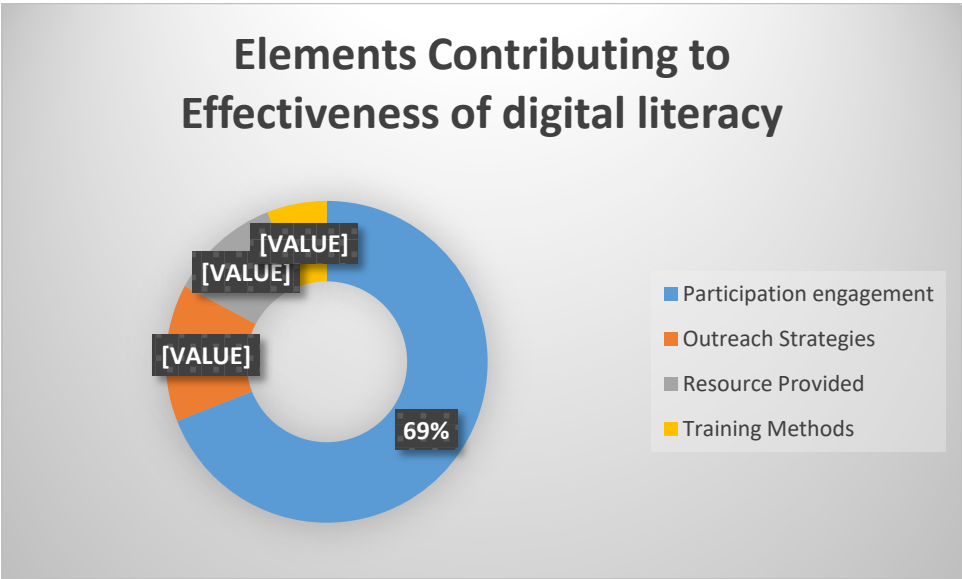 Elements Contributing to
Effectiveness of digital literacy
[VALUE]
[VALUE]
[VALUE]
69%
Participation engagement
Outreach Strategies
Resource Provided
Training Methods